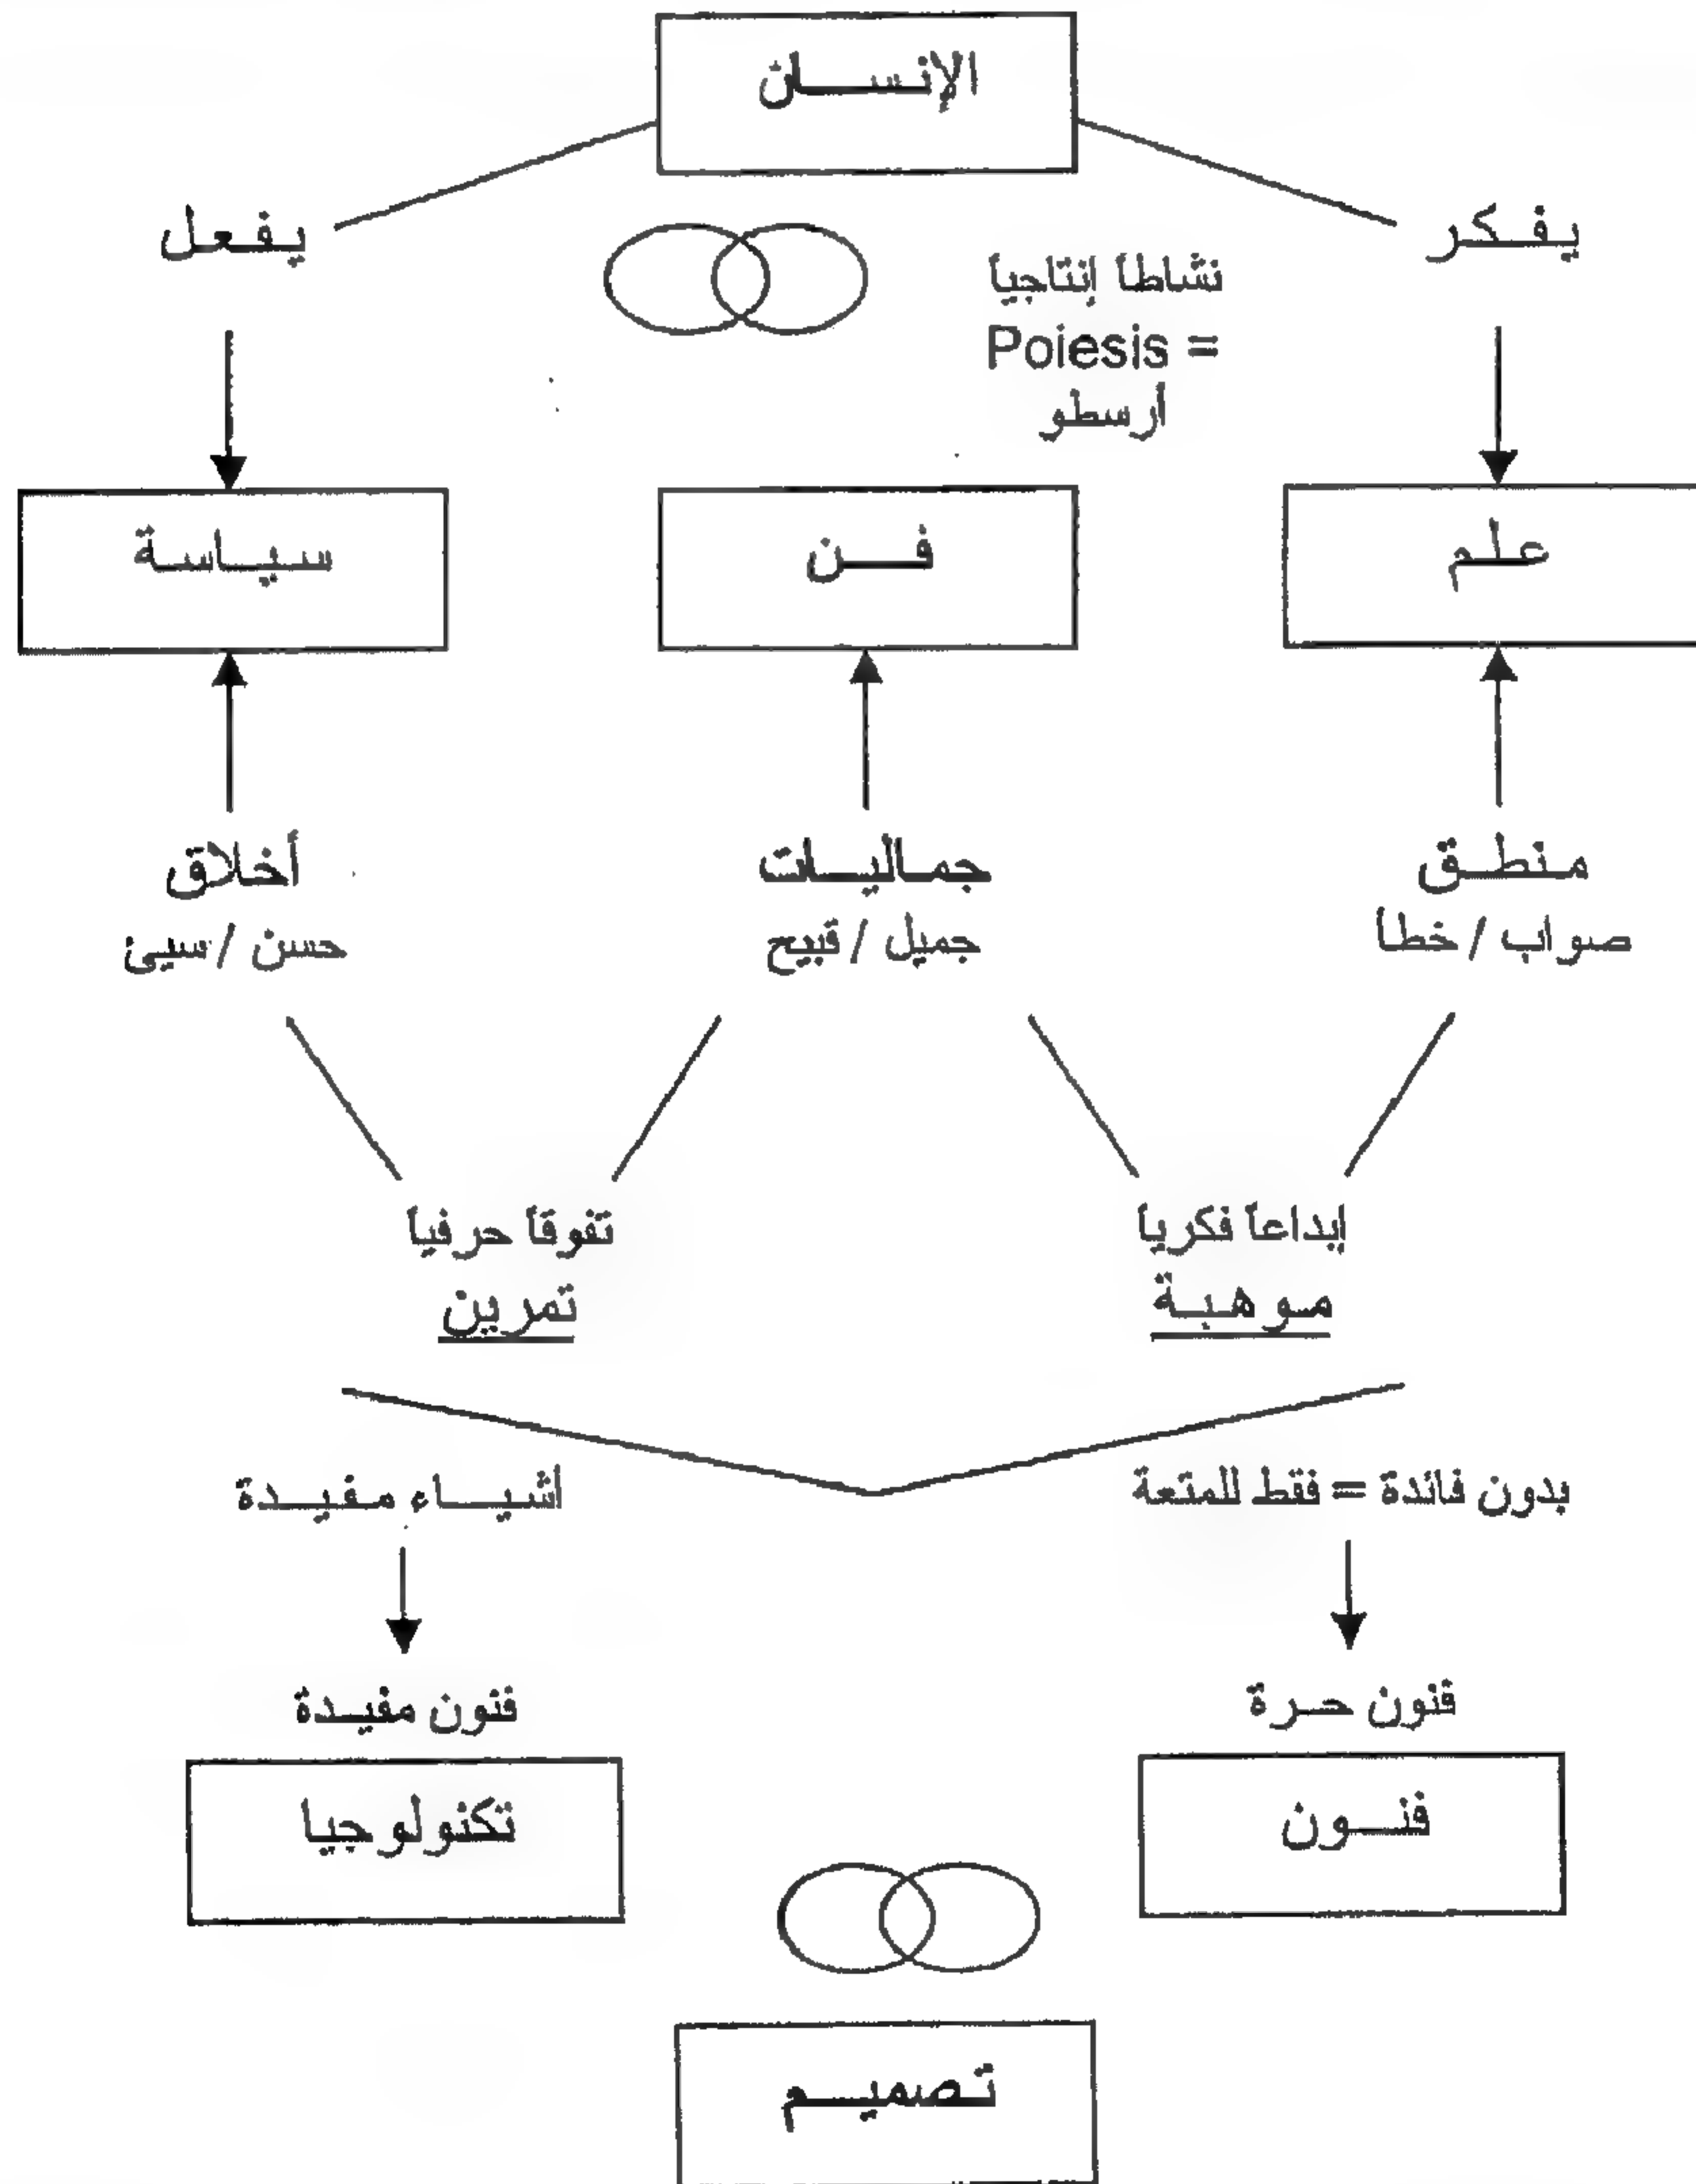 الإنسان
يفكر
يفعل
نشاطا إنتاجيا
Poiesis =
أرسطو
علم
فن
سياسة
منطق
صواب / خطأ
جماليات
جميل / قبيح
أخلاق
حسن / سيئ
إبداعا فكريا
موهبة
تفوقا حرفيا
تمرين
بدون فائدة = فقط للمتعة
أشياء مفيدة
فنون حرة
فنون مفيدة
فنون
تكنولوجيا
تصميم